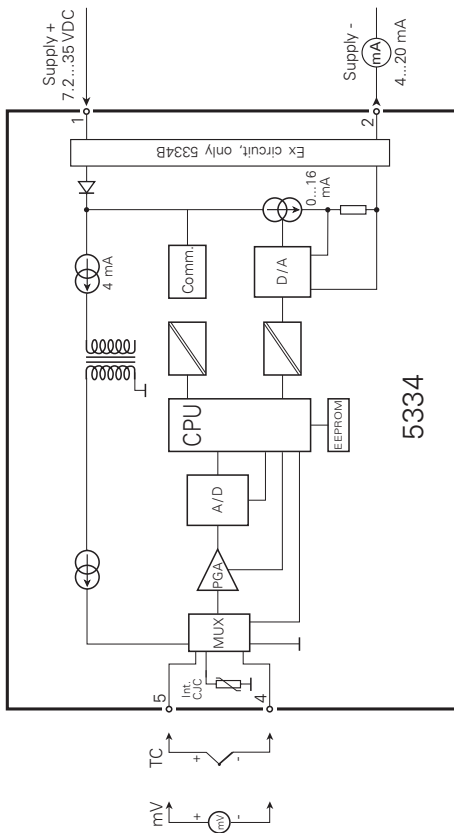 Supply +
7.2...35 VDC
Supply -
mA
4...20 mA
1
2
Ex circuit, only 5334B
4 mA
Comm.
0...16
mA
D/A
CPU
EEPROM
A/D
PGA
MUX
Int.
CJC
5
4
TC
+
-
mV
+
mV
-
5334